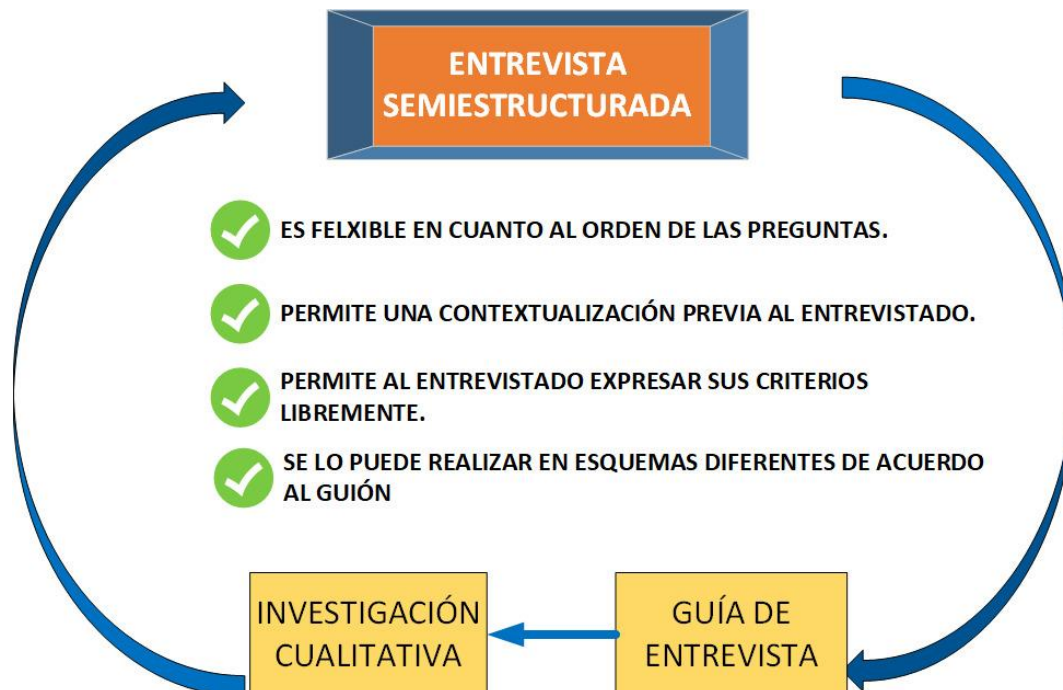 ENTREVISTA
SEMIESTRUCTURADA
ES FELXIBLE EN CUANTO AL ORDEN DE LAS PREGUNTAS.
PERMITE UNA CONTEXTUALIZACIÓN PREVIA AL ENTREVISTADO.
PERMITE AL ENTREVISTADO EXPRESAR SUS CRITERIOS
LIBREMENTE.
SE LO PUEDE REALIZAR EN ESQUEMAS DIFERENTES DE ACUERDO
AL GUIÓN
INVESTIGACIÓN
CUALITATIVA
GUÍA DE
ENTREVISTA